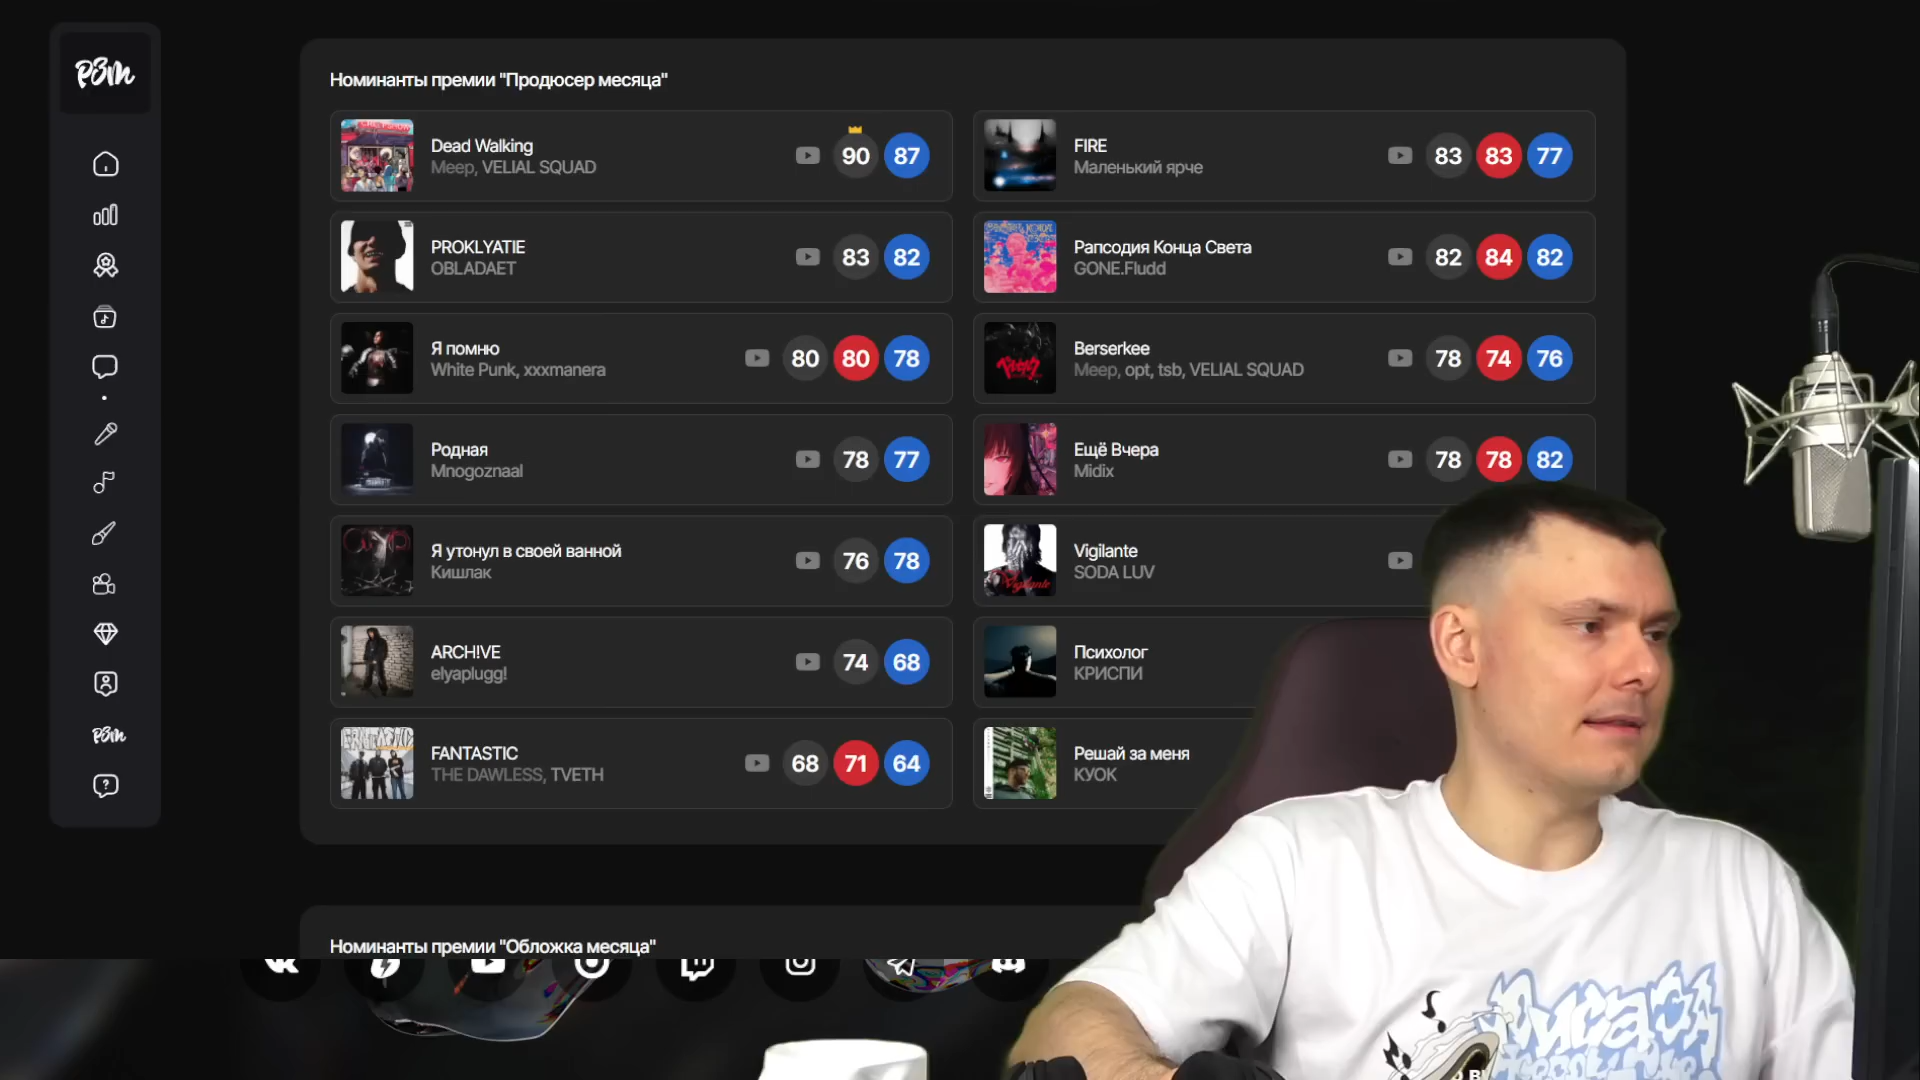 РЗТ
Номинанты премии "Продюсер месяца"
Dead Walking
Meep, VELIAL SQUAD
90 87
FIRE
Маленький ярче
83 83 77
PROKLYATIE
OBLADAET
83 82
Рапсодия Конца Света
GONE.Fludd
82 84 82
Я помню
White Punk, xxxmanera
80 80 78
Berserkee
Meep, opt, tsb, VELIAL SQUAD
78 74 76
Родная
Mnogoznaal
78 77
Ещё Вчера
Midix
78 78 82
Я утонул в своей ванной
Кишлак
76 78
Vigilante
SODA LUV
ARCH!VE
elyaplugg!
74 68
Психолог
КРИСПИ
FANTASTIC
THE DAWLESS, TVETH
68 71 64
Решай за меня
КУОК
РЗТ
Номинанты премии "Обложка месяца"